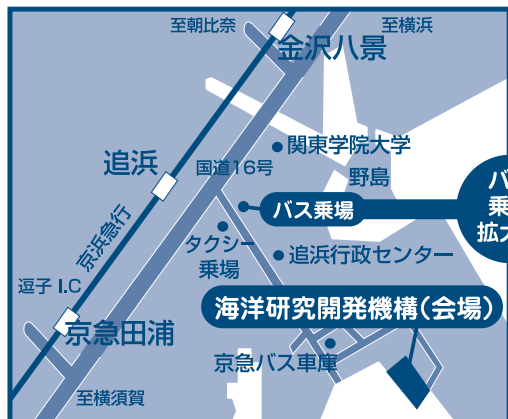 至朝比奈
至横浜
金沢八景
関東学院大学
追浜
国道16号
野島
バス乗場
バ
乗
拡大
京浜急行
タクシー
乗場
追浜行政センター
逗子 I.C
海洋研究開発機構(会場)
京急田浦
京急バス車庫
至横須賀